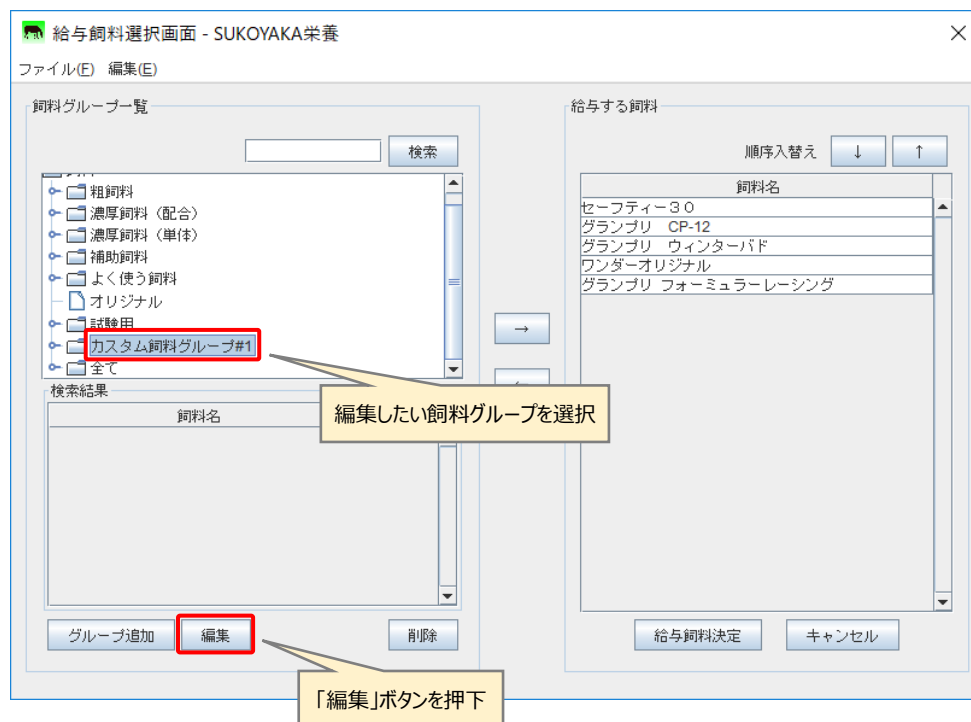 給与飼料選択画面 - SUKOYAKA栄養
ファイル(F) 編集(E)
飼料グループ一覧
検索
粗飼料
濃厚飼料（配合）
濃厚飼料（単体）
補助飼料
よく使う飼料
オリジナル
試験用
カスタム飼料グループ#1
全て
検索結果
飼料名
グループ追加 編集 削除
→
給与する飼料
順序入替え ↓ ↑
飼料名
セーフティー３０
グランプリ　CP-12
グランプリ　ウィンターバド
ワンダーオリジナル
グランプリ フォーミュラーレーシング
給与飼料決定 キャンセル
編集したい飼料グループを選択
「編集」ボタンを押下